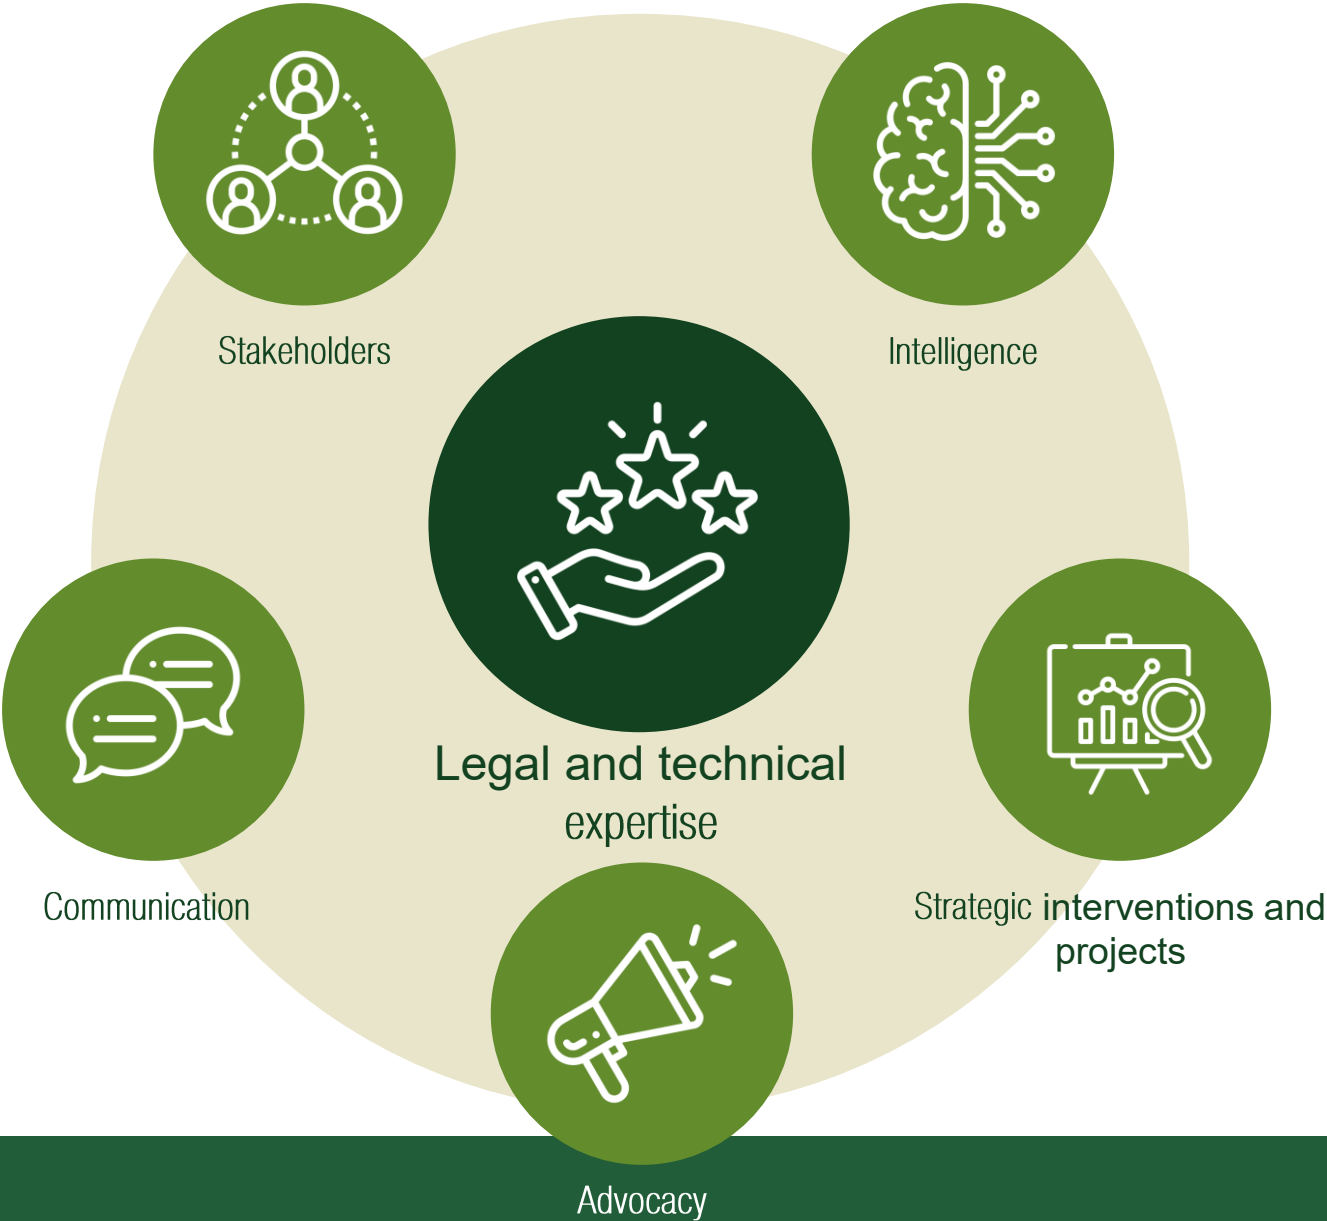 Stakeholders
Intelligence
Legal and technical
expertise
Communication
Strategic interventions and
projects
Advocacy